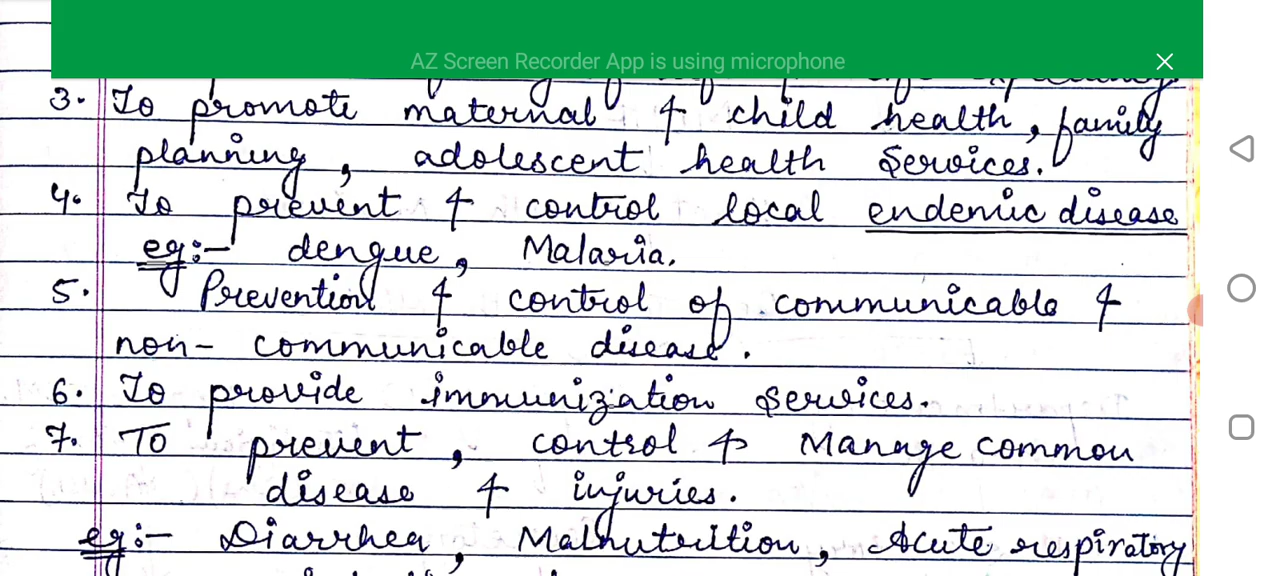 AZ Screen Recorder App is using microphone
3. To promote maternal & child health, family
planning, adolescent health services.
4. To prevent & control local endemic disease
eg:- dengue, Malaria.
5. Prevention & control of communicable &
non- communicable disease.
6. To provide immunization services.
7. To prevent, control & Manage common
disease & injuries.
eg:- Diarrhea, Malnutrition, Acute respiratory